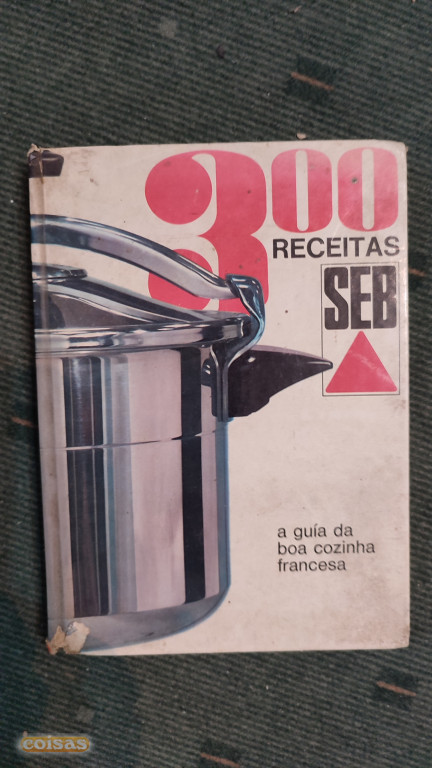 300
RECEITAS
SEB
a guía da
boa cozinha
francesa
coisas